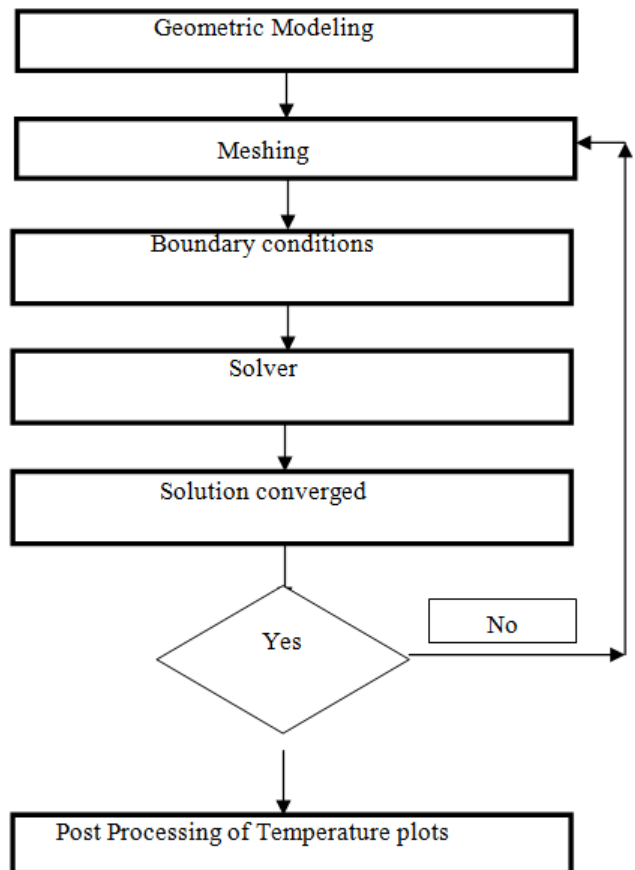 Geometric Modeling
Meshing
Boundary conditions
Solver
Solution converged
Yes
No
Post Processing of Temperature plots